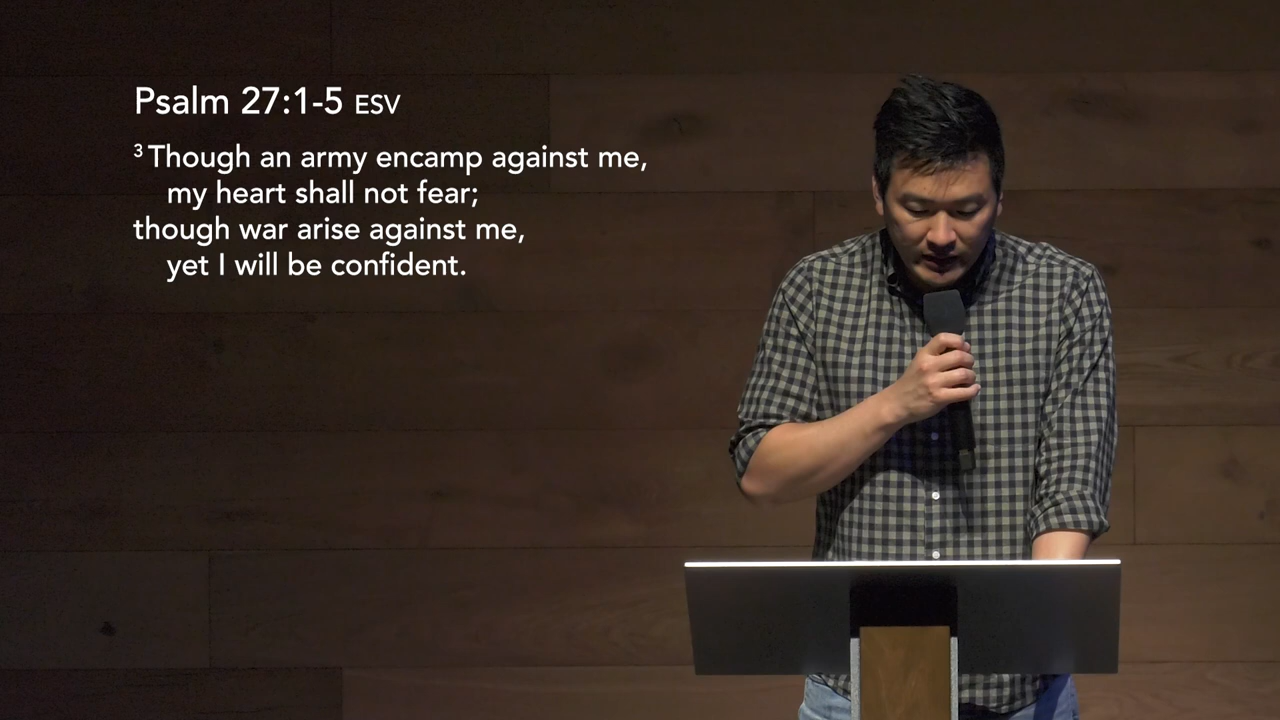 Psalm 27:1-5 ESV
3 Though an army encamp against me,
my heart shall not fear;
though war arise against me,
yet I will be confident.